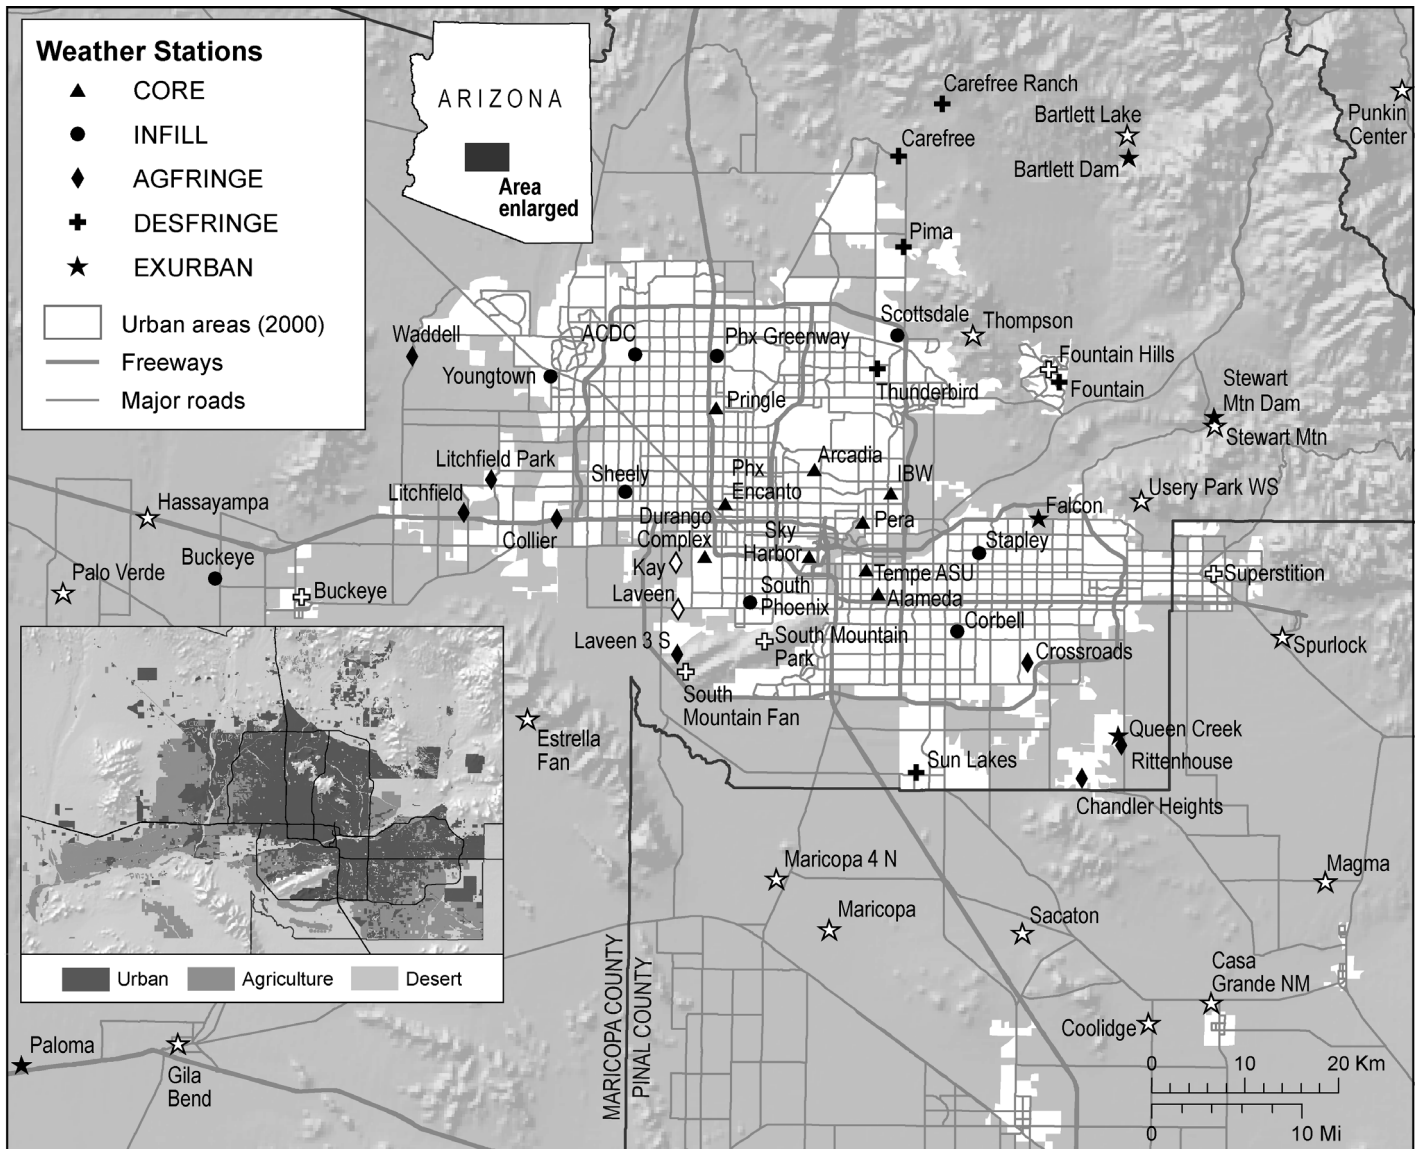 Weather Stations
CORE
INFILL
AGFRINGE
DESFRINGE
EXURBAN
Urban areas (2000)
Freeways
Major roads
ARIZONA
Area
enlarged
Carefree Ranch
Bartlett Lake
Punkin
Center
Carefree
Bartlett Dam
Pima
Scottsdale
Thompson
Waddell
ACDC
Phx Greenway
Fountain Hills
Youngtown
Thunderbird
Fountain
Stewart
Mtn Dam
Pringle
Stewart Mtn
Litchfield Park
Sheely
Phx
Encanto
Arcadia
IBW
Usery Park WS
Hassayampa
Litchfield
Durango
Complex
Sky
Harbor
Pera
Falcon
Collier
Stapley
Buckeye
Kay
Palo Verde
Tempe ASU
Superstition
Buckeye
Laveen
South
Phoenix
Alameda
Corbell
Laveen 3 S
South Mountain
Park
Crossroads
Spurlock
South
Mountain Fan
Estrella
Fan
Queen Creek
Rittenhouse
Sun Lakes
Chandler Heights
Maricopa 4 N
Magma
Maricopa
Sacaton
Urban
Agriculture
Desert
MARICOPA COUNTY
PINAL COUNTY
Casa
Grande NM
Coolidge
Paloma
Gila
Bend
0 10 20 Km
0 10 Mi